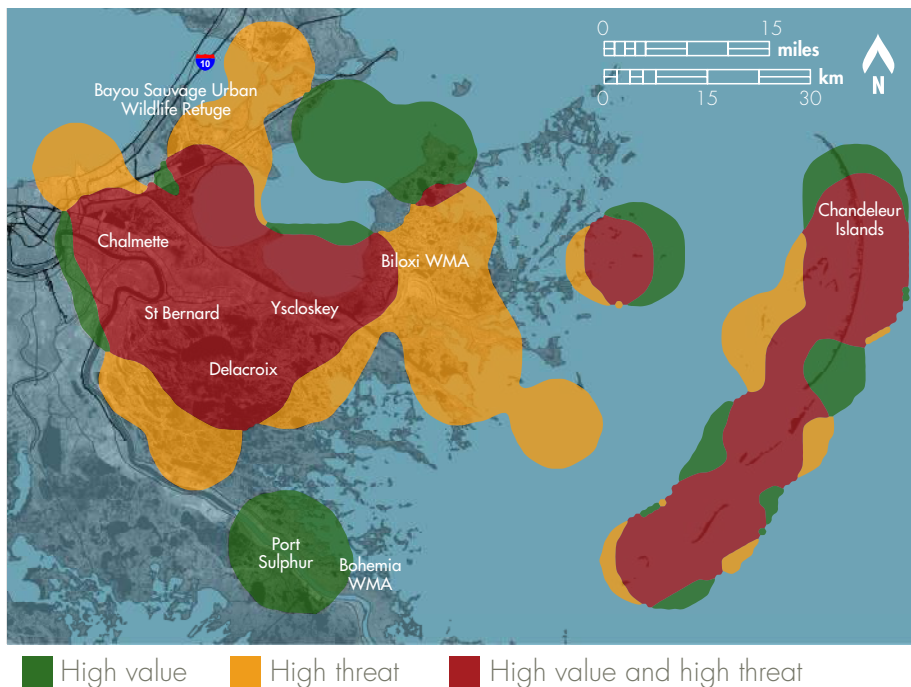 0 15
miles
km
0 15 30
N
10
Bayou Sauvage Urban
Wildlife Refuge
Chandeleur
Islands
Chalmette
Biloxi WMA
St Bernard
Yscloskey
Delacroix
Port
Sulphur
Bohemia
WMA
High value
High threat
High value and high threat